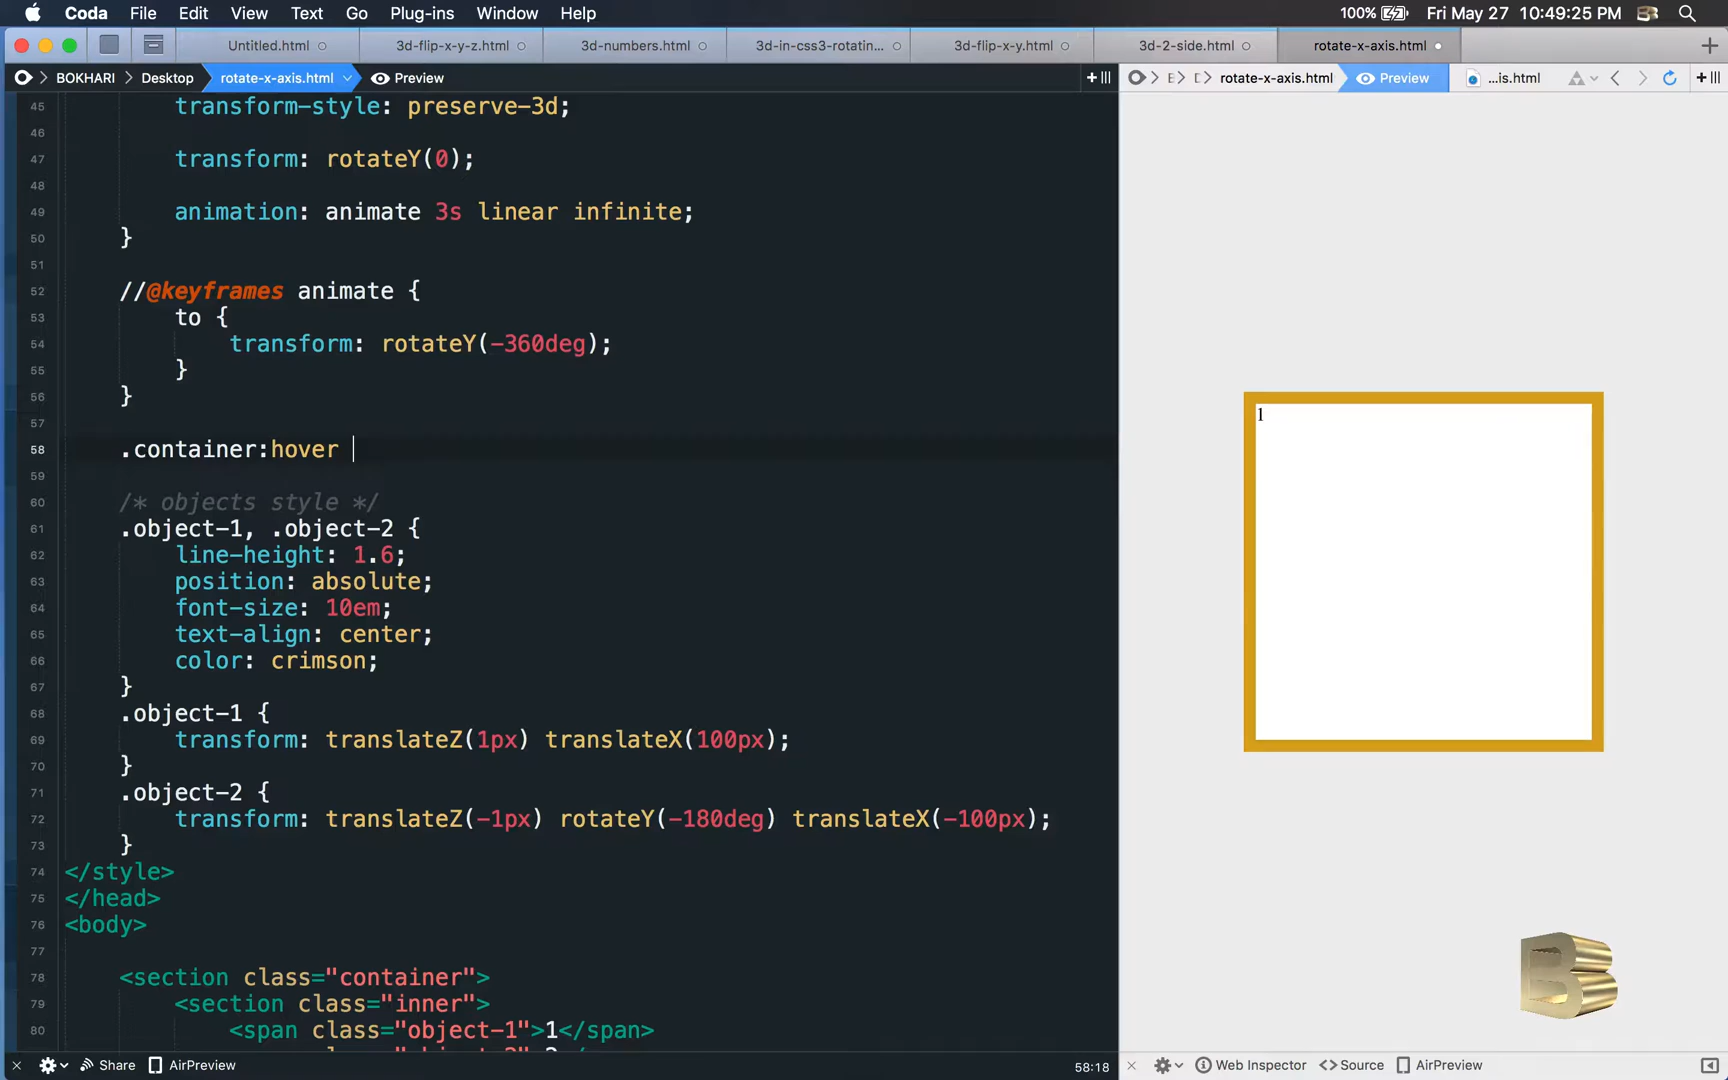 Coda File Edit View Text Go Plug-ins Window Help 100% Fri May 27 10:49:25 PM
Untitled.html 3d-flip-x-y-z.html 3d-numbers.html 3d-in-css3-rotatin... 3d-flip-x-y.html 3d-2-side.html rotate-x-axis.html
BOKHARI Desktop rotate-x-axis.html Preview rotate-x-axis.html Preview ...is.html
45 transform-style: preserve-3d;
46
47 transform: rotateY(0);
48
49 animation: animate 3s linear infinite;
50 }
51
52 //@keyframes animate {
53 to {
54 transform: rotateY(-360deg);
55 }
56 }
57
58 .container:hover
59
60 /* objects style */
61 .object-1, .object-2 {
62 line-height: 1.6;
63 position: absolute;
64 font-size: 10em;
65 text-align: center;
66 color: crimson;
67 }
68 .object-1 {
69 transform: translateZ(1px) translateX(100px);
70 }
71 .object-2 {
72 transform: translateZ(-1px) rotateY(-180deg) translateX(-100px);
73 }
74 </style>
75 </head>
76 <body>
77
78 <section class="container">
79 <section class="inner">
80 <span class="object-1">1</span>
1
B
Share AirPreview 58:18 Web Inspector Source AirPreview